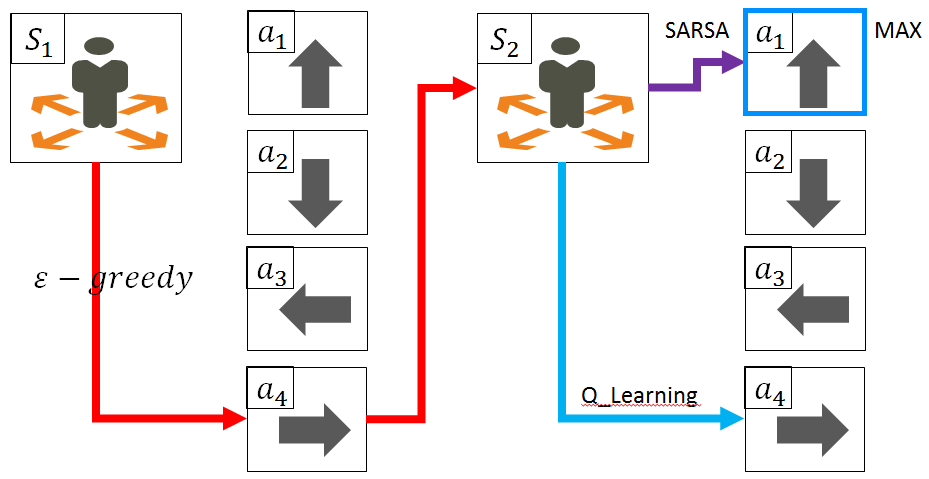 S₁
a₁
S₂
SARSA
a₁
MAX
a₂
a₂
ε − greedy
a₃
a₃
a₄
Q_Learning
a₄